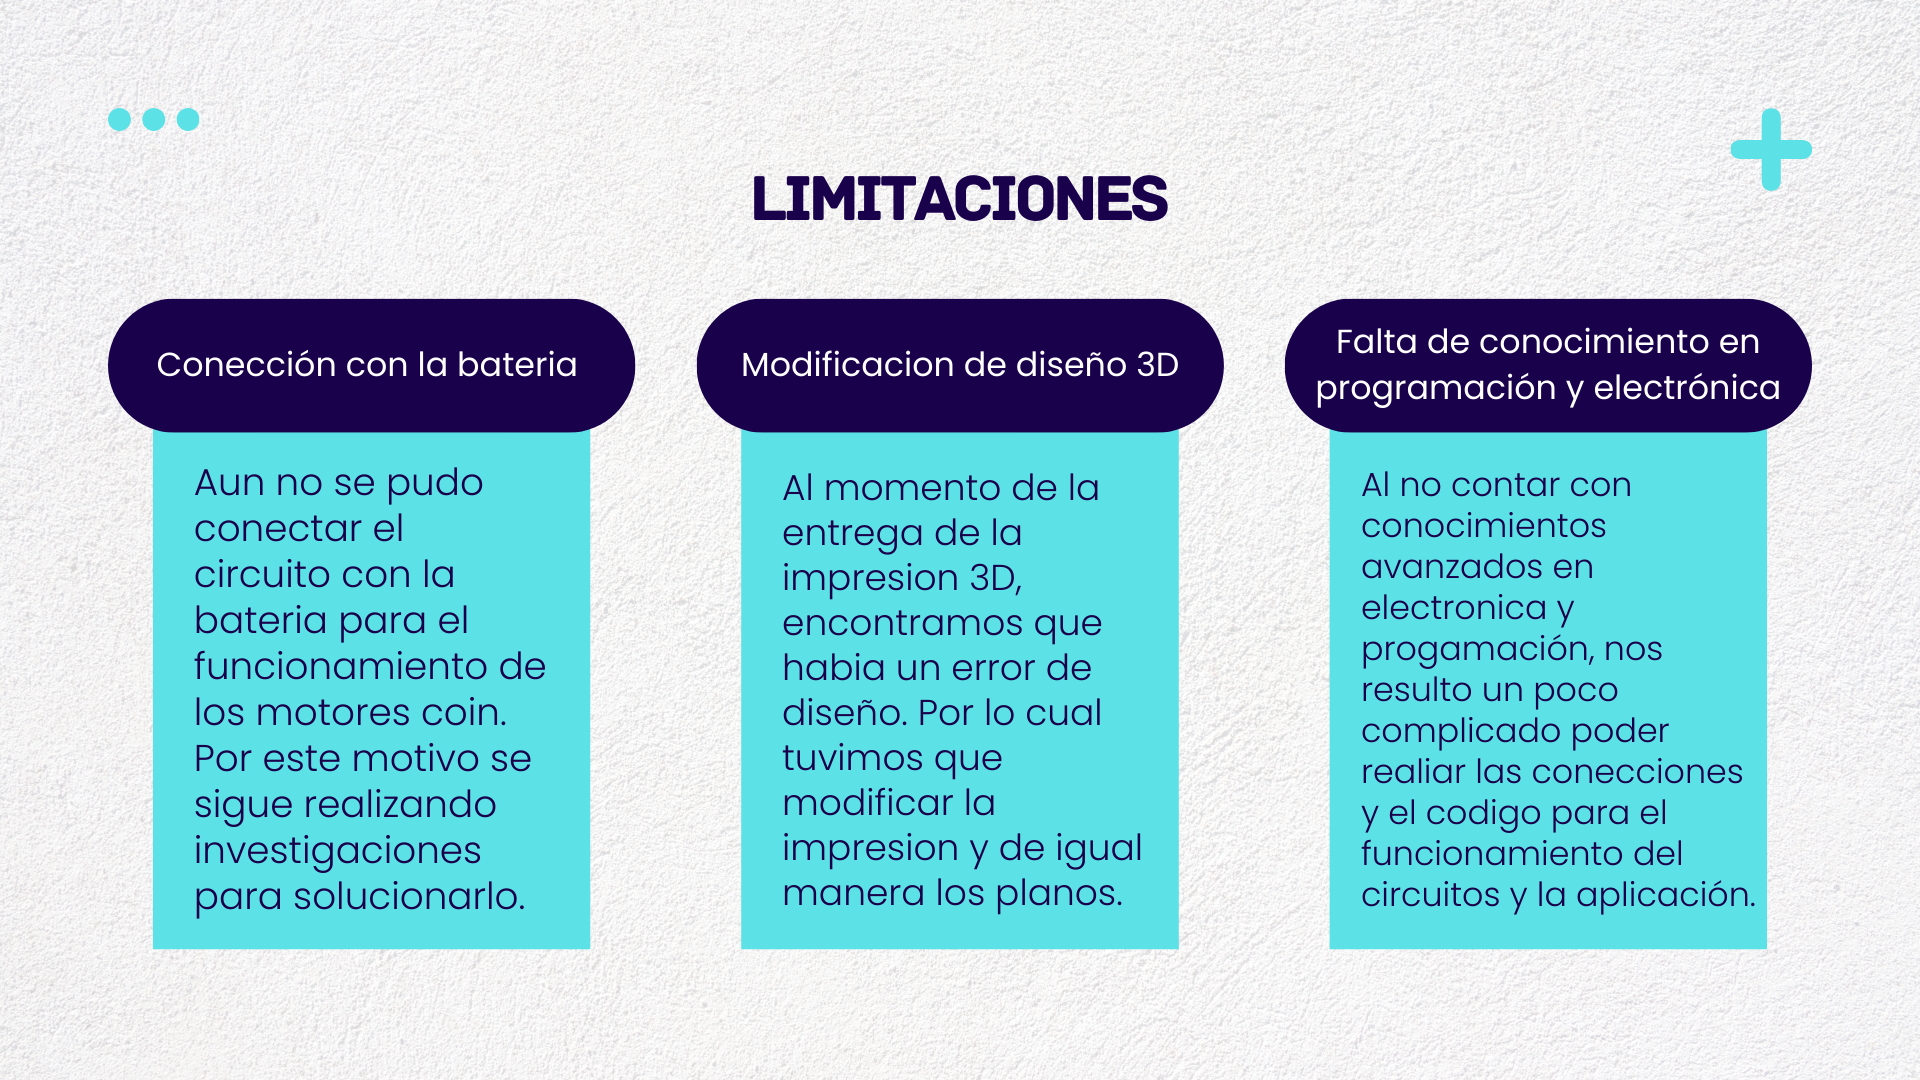 LIMITACIONES
Conección con la bateria
Aun no se pudo
conectar el
circuito con la
bateria para el
funcionamiento de
los motores coin.
Por este motivo se
sigue realizando
investigaciones
para solucionarlo.
Modificacion de diseño 3D
Al momento de la
entrega de la
impresion 3D,
encontramos que
habia un error de
diseño. Por lo cual
tuvimos que
modificar la
impresion y de igual
manera los planos.
Falta de conocimiento en
programación y electrónica
Al no contar con
conocimientos
avanzados en
electronica y
progamación, nos
resulto un poco
complicado poder
realiar las conecciones
y el codigo para el
funcionamiento del
circuitos y la aplicación.